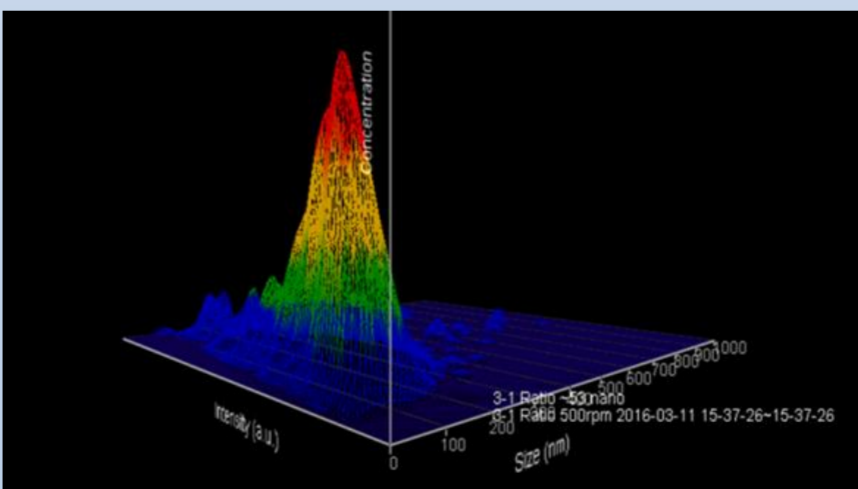 Concentration
1000
900
800
700
600
500
3-1 Ratio
nano
3-1 Ratio 500rpm 2016-03-11 15-37-26~15-37-26
200
100
0
Intensity (a.u.)
Size (nm)